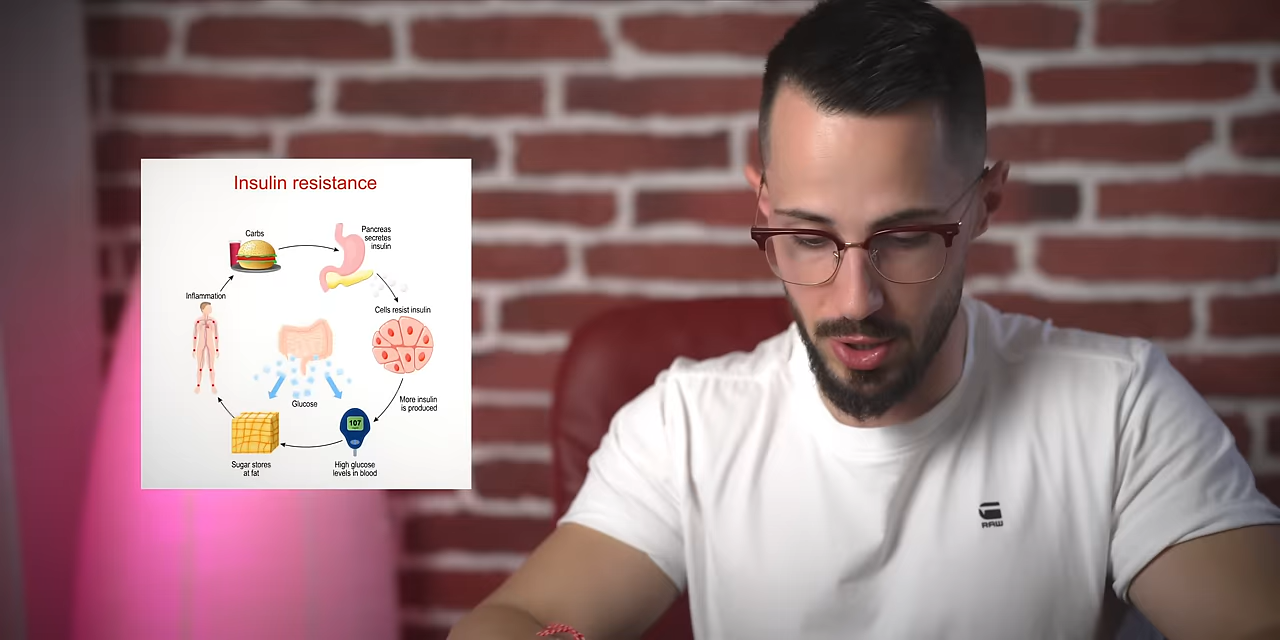 Insulin resistance
Carbs
Pancreas
secretes
insulin
Cells resist insulin
More insulin
is produced
107
High glucose
levels in blood
Sugar stores
at fat
Inflammation
Glucose
RAW